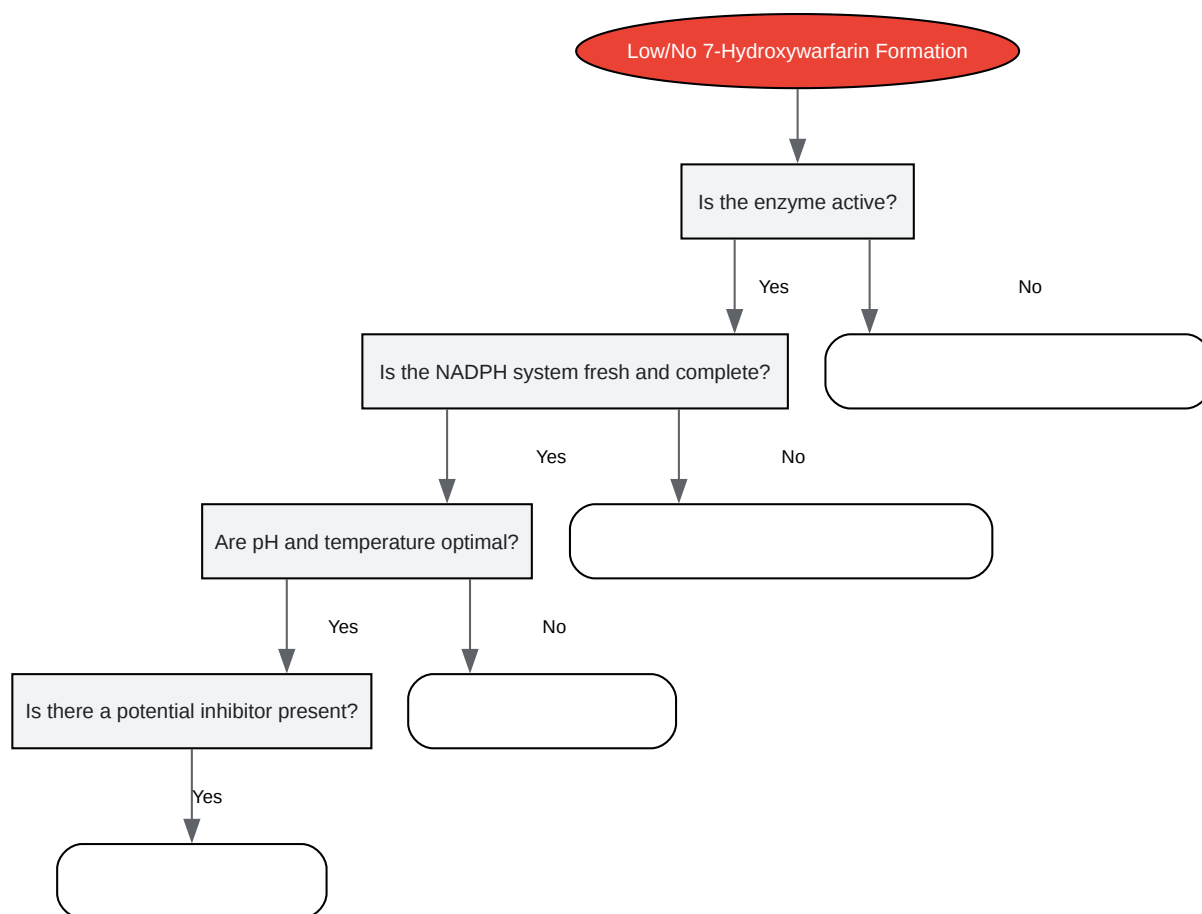 Low/No 7-Hydroxywarfarin Formation
Is the enzyme active?
Yes
No
Is the NADPH system fresh and complete?
Yes
No
Are pH and temperature optimal?
Yes
No
Is there a potential inhibitor present?
Yes